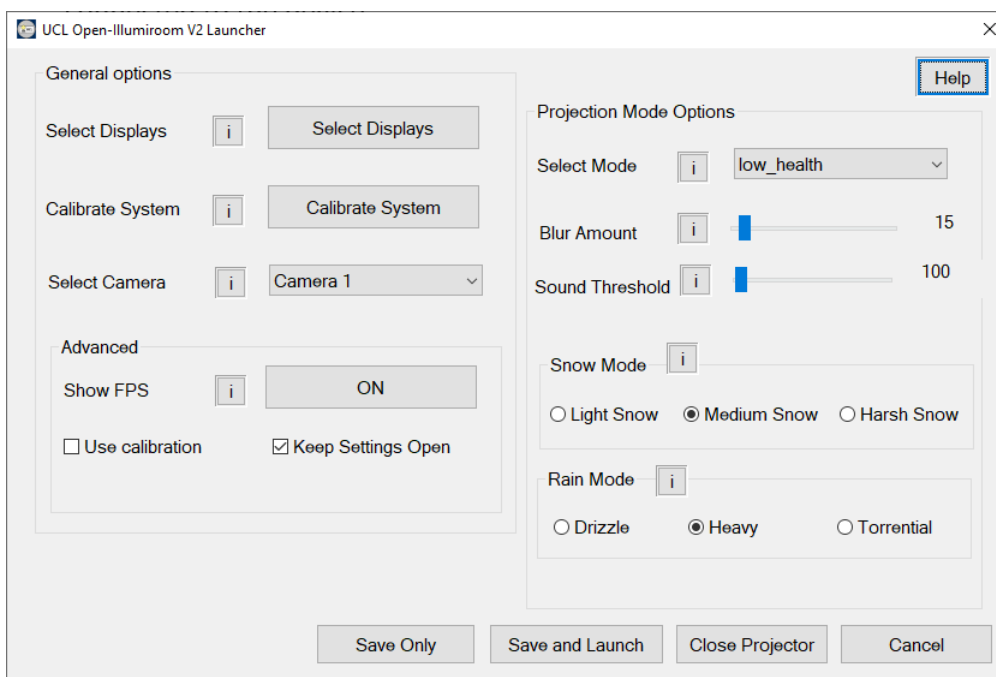 UCL Open-Illumiroom V2 Launcher
General options
Help
Select Displays
i
Select Displays
Calibrate System
i
Calibrate System
Select Camera
i
Camera 1
Advanced
Show FPS
i
ON
Use calibration
Keep Settings Open
Projection Mode Options
Select Mode
i
low_health
Blur Amount
i
15
Sound Threshold
i
100
Snow Mode
i
Light Snow
Medium Snow
Harsh Snow
Rain Mode
i
Drizzle
Heavy
Torrential
Save Only
Save and Launch
Close Projector
Cancel